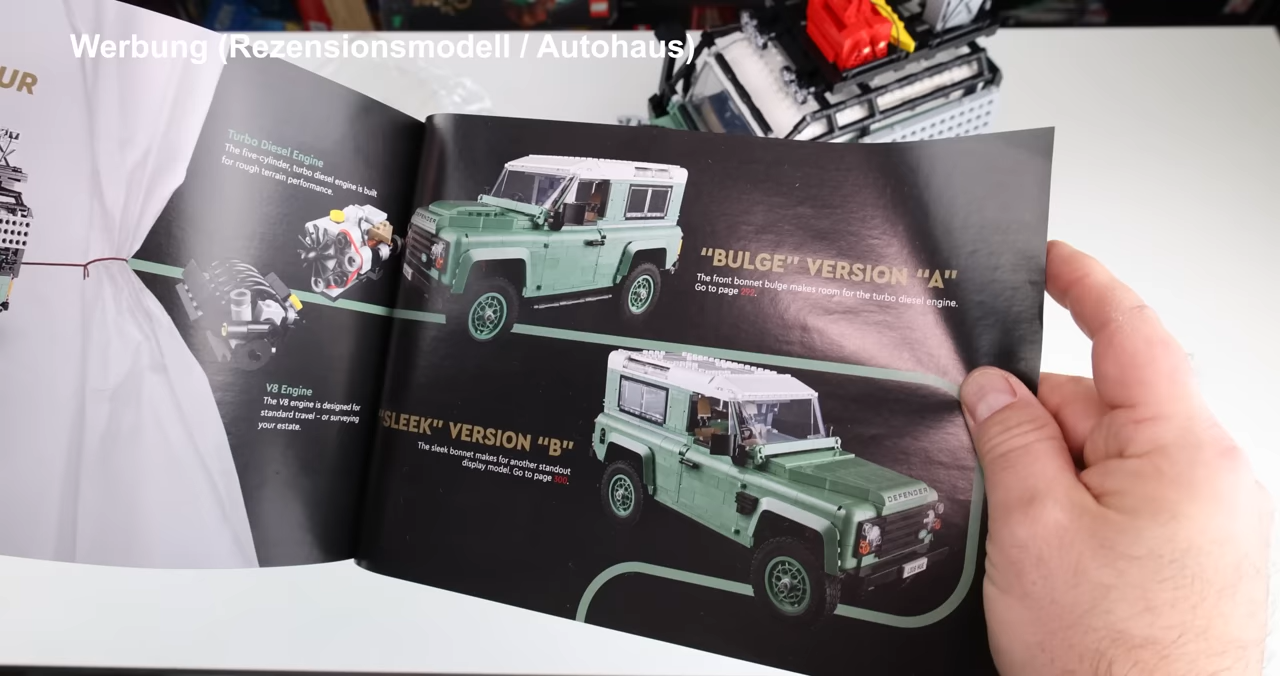 Werbung (Rezensionsmodell / Autohaus)
UR
Turbo Diesel Engine
The five-cylinder, turbo diesel engine is built
for rough terrain performance.
DEFENDER
"BULGE" VERSION "A"
The front bonnet bulge makes room for the turbo diesel engine.
Go to page 292.
V8 Engine
The V8 engine is designed for
standard travel – or surveying
your estate.
"SLEEK" VERSION "B"
The sleek bonnet makes for another standout
display model. Go to page 300.
DEFENDER